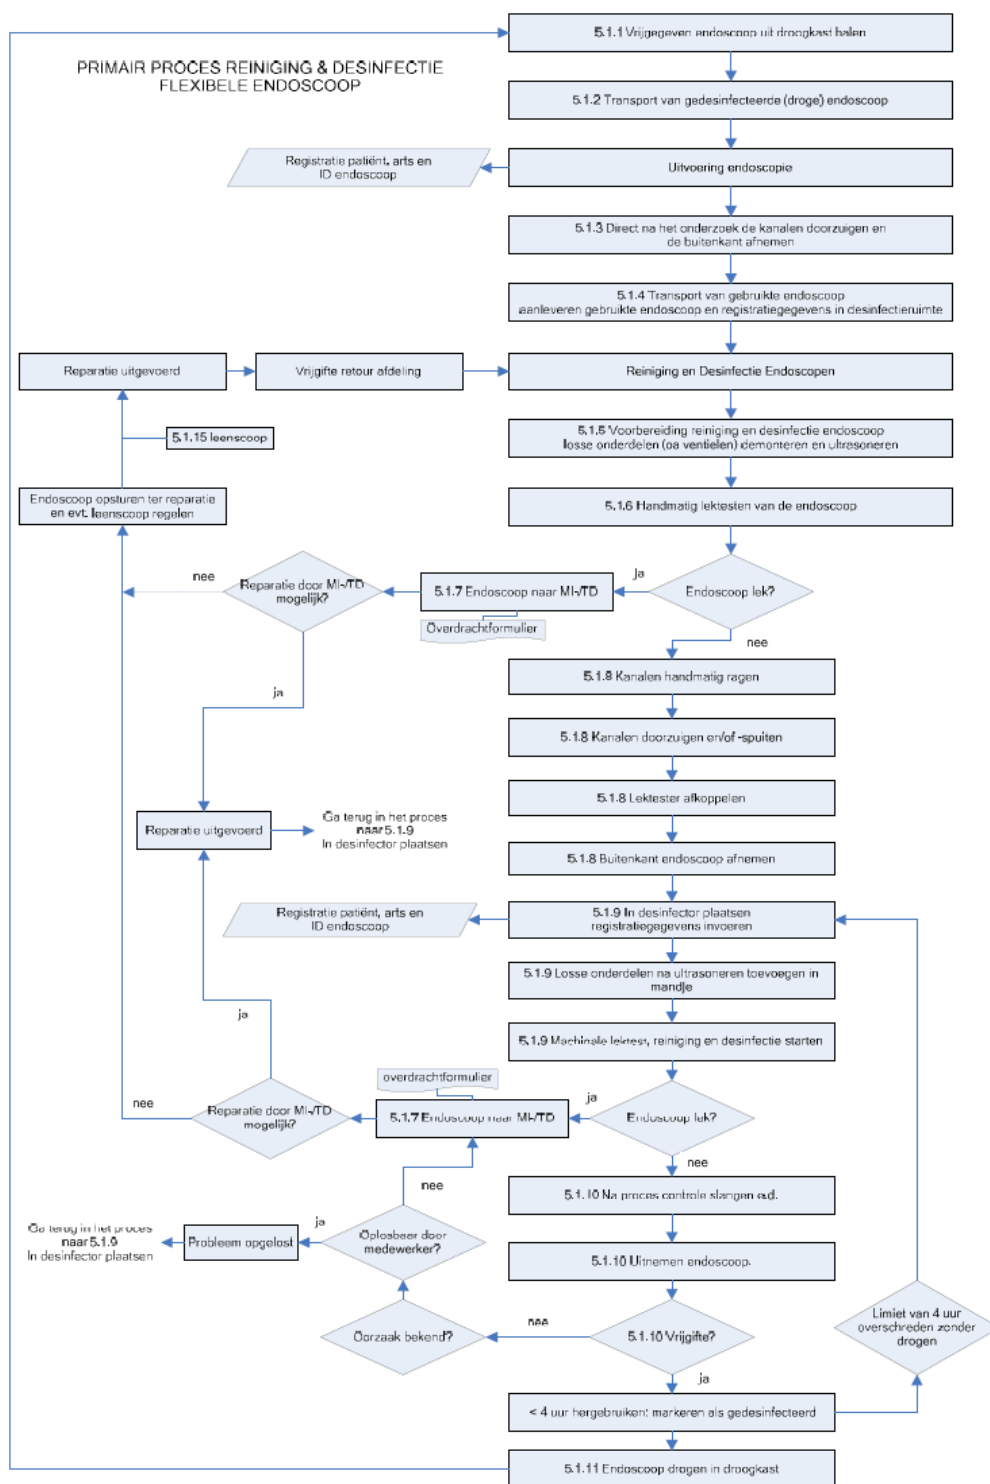 5.1.1 Vrijgegeven endoscoop uit droogkast halen
PRIMAIR PROCES REINIGING & DESINFECTIE
FLEXIBELE ENDOSCOOP
5.1.2 Transport van gedesinfecteerde (droge) endoscoop
Registratie patiënt, arts en
ID endoscoop
Uitvoering endoscopie
5.1.3 Direct na het onderzoek de kanalen doorzuigen en
de buitenkant afnemen
5.1.4 Transport van gebruikte endoscoop
aanleveren gebruikte endoscoop en registratiegegevens in desinfectieruimte
Reparatie uitgevoerd
Vrijgifte retour afdeling
Reiniging en Desinfectie Endoscopen
5.1.15 leenscoop
5.1.5 Voorbereiding reiniging en desinfectie endoscoop
losse onderdelen (oa ventielen) demonteren en ultrasoneren
Endoscoop opsturen ter reparatie
en evt. leenscoop regelen
5.1.6 Handmatig lektesten van de endoscoop
nee
Reparatie door MI-/TD
mogelijk?
5.1.7 Endoscoop naar MI-/TD
Ja
Endoscoop lek?
Overdrachtformulier
nee
5.1.8 Kanalen handmatig ragen
ja
5.1.8 Kanalen doorzuigen en/of -spuiten
5.1.8 Lektester afkoppelen
Reparatie uitgevoerd
Ga terug in het proces
naar 5.1.9
In desinfector plaatsen
5.1.8 Buitenkant endoscoop afnemen
Registratie patiënt, arts en
ID endoscoop
5.1.9 In desinfector plaatsen
registratiegegevens invoeren
5.1.9 Losse onderdelen na ultrasoneren toevoegen in
mandje
ja
5.1.9 Machinale lektest, reiniging en desinfectie starten
overdrachtformulier
nee
Reparatie door MI-/TD
mogelijk?
5.1.7 Endoscoop naar MI-/TD
ja
Endoscoop lek?
nee
nee
5.1.10 Na proces controle slangen e.d.
Ga terug in het proces
naar 5.1.9
In desinfector plaatsen
Probleem opgelost
ja
Oplosbaar door
medewerker?
5.1.10 Uitnemen endoscoop.
Oorzaak bekend?
nee
5.1.10 Vrijgifte?
Limiet van 4 uur
overschreden zonder
drogen
ja
< 4 uur hergebruiken: markeren als gedesinfecteerd
5.1.11 Endoscoop drogen in droogkast